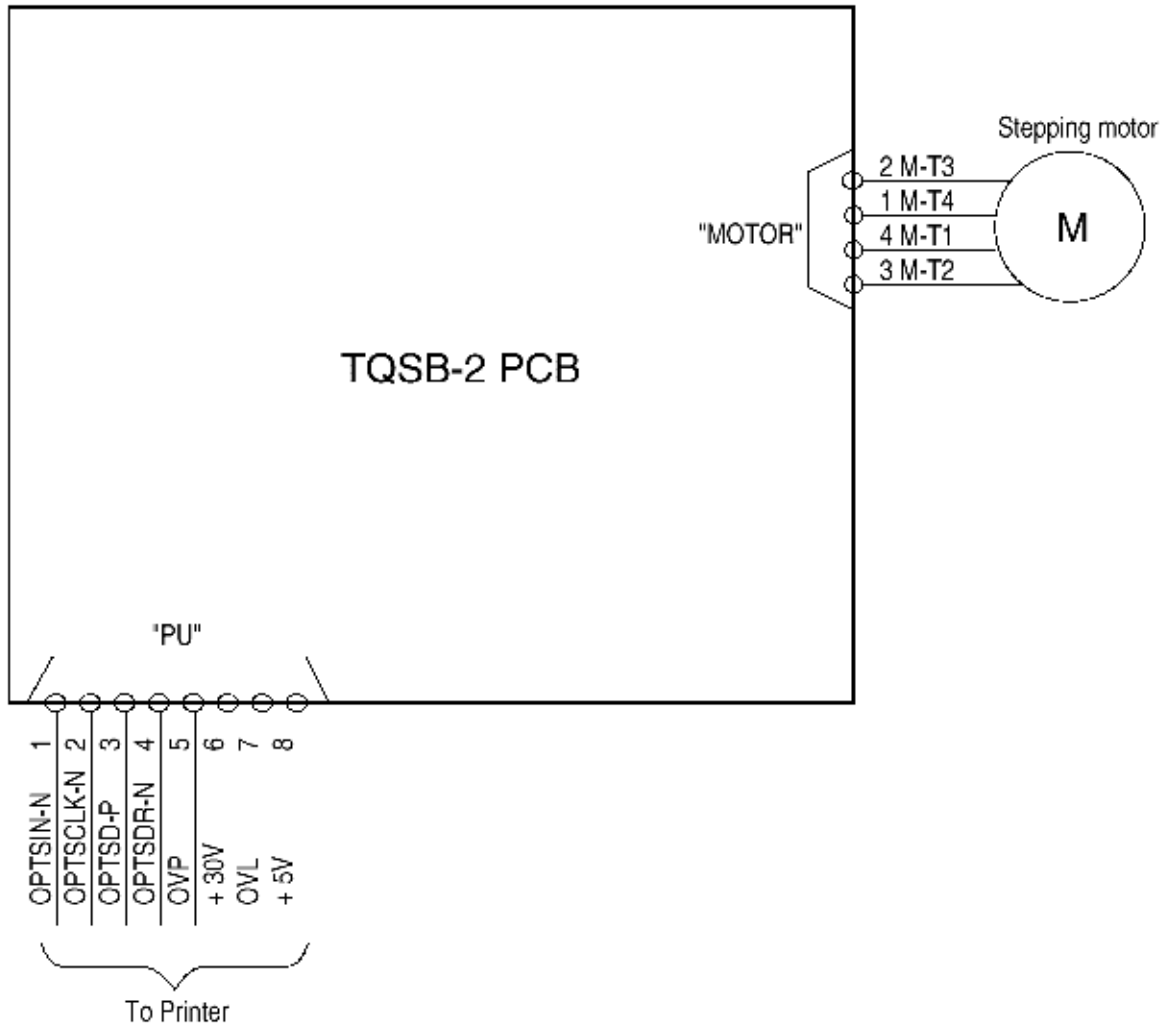 Stepping motor
2 M-T3
1 M-T4
4 M-T1
3 M-T2
M
"MOTOR"
TQSB-2 PCB
"PU"
1 2 3 4 5 6 7 8
OPTSIN-N
OPTSCLK-N
OPTSD-P
OPTSDR-N
OVP
+ 30V
OVL
+ 5V
To Printer